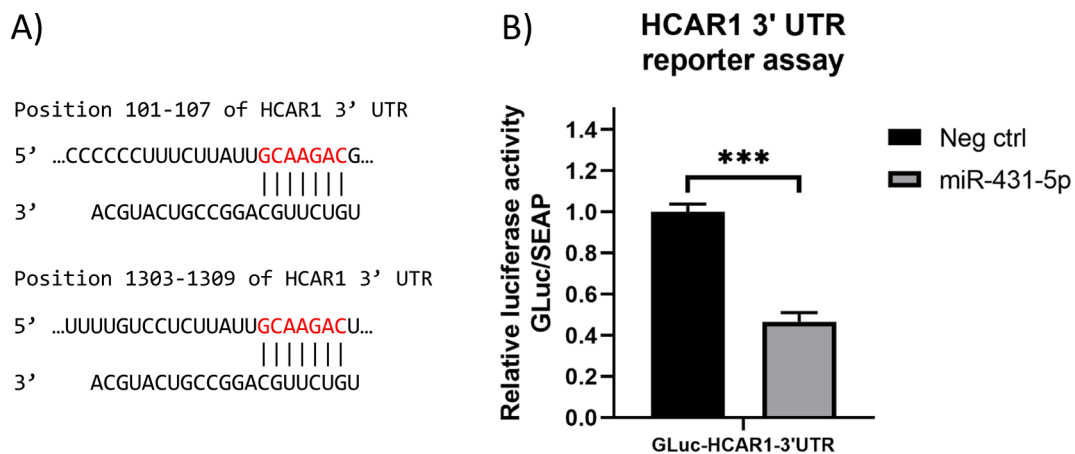 A)
Position 101-107 of HCAR1 3’ UTR
5’ …CCCCCCUUUCUUAUUGCAAGACG…
|||||||
3’ ACGUACUGCCGGACGUUCUGU
Position 1303-1309 of HCAR1 3’ UTR
5’ …UUUUGUCCUCUUAUUGCAAGACU…
|||||||
3’ ACGUACUGCCGGACGUUCUGU
B)
HCAR1 3' UTR
reporter assay
Relative luciferase activity
GLuc/SEAP
1.4
1.2
1.0
0.8
0.6
0.4
0.2
0.0
***
GLuc-HCAR1-3'UTR
Neg ctrl
miR-431-5p